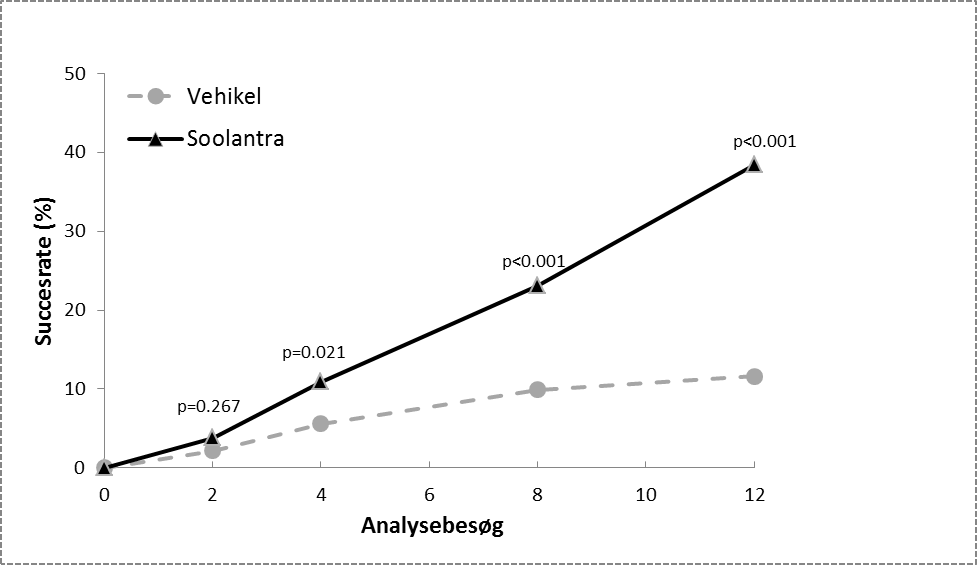 50
Vehikel
Soolantra
40
p<0.001
30
p<0.001
20
p=0.021
10
p=0.267
0
0 2 4 6 8 10 12
Succesrate (%)
Analysebesøg